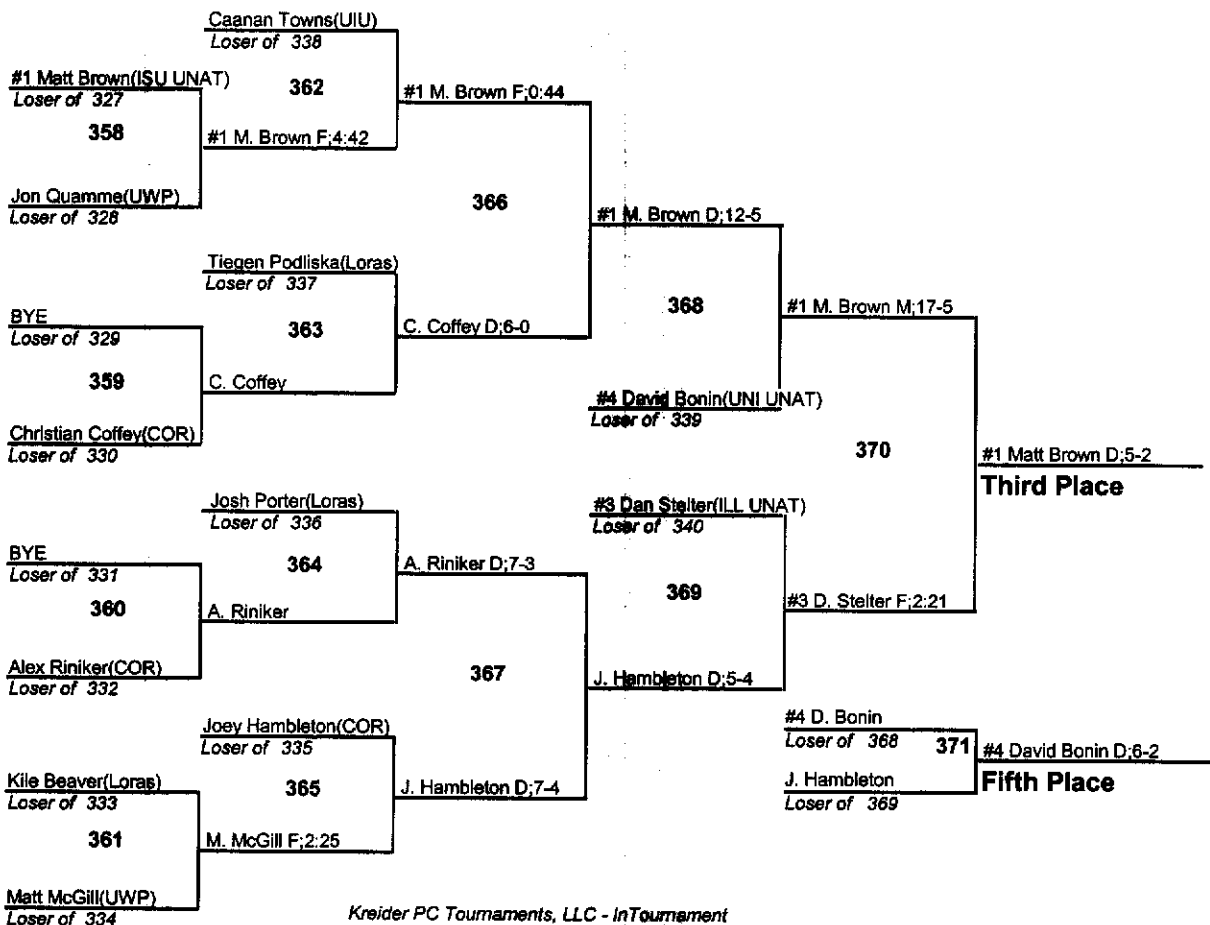 Caanan Towns(UIU)
Loser of 338
#1 Matt Brown(ISU UNAT)
Loser of 327
362
#1 M. Brown F;0:44
358
#1 M. Brown F;4:42
Jon Quamme(UWP)
Loser of 328
366
#1 M. Brown D;12-5
Tiegen Podliska(Loras)
Loser of 337
BYE
Loser of 329
363
C. Coffey D;6-0
368
#1 M. Brown M;17-5
359
C. Coffey
#4 David Bonin(UNI UNAT)
Loser of 339
Christian Coffey(COR)
Loser of 330
370
#1 Matt Brown D;5-2
Third Place
Josh Porter(Loras)
Loser of 336
#3 Dan Stelter(ILL UNAT)
Loser of 340
BYE
Loser of 331
364
A. Riniker D;7-3
369
#3 D. Stelter F;2:21
360
A. Riniker
Alex Riniker(COR)
Loser of 332
367
J. Hambleton D;5-4
Joey Hambleton(COR)
Loser of 335
#4 D. Bonin
Loser of 368
371
#4 David Bonin D;6-2
Fifth Place
J. Hambleton
Loser of 369
Kile Beaver(Loras)
Loser of 333
365
J. Hambleton D;7-4
361
M. McGill F;2:25
Matt McGill(UWP)
Loser of 334
Kreider PC Tournaments, LLC - InTournament